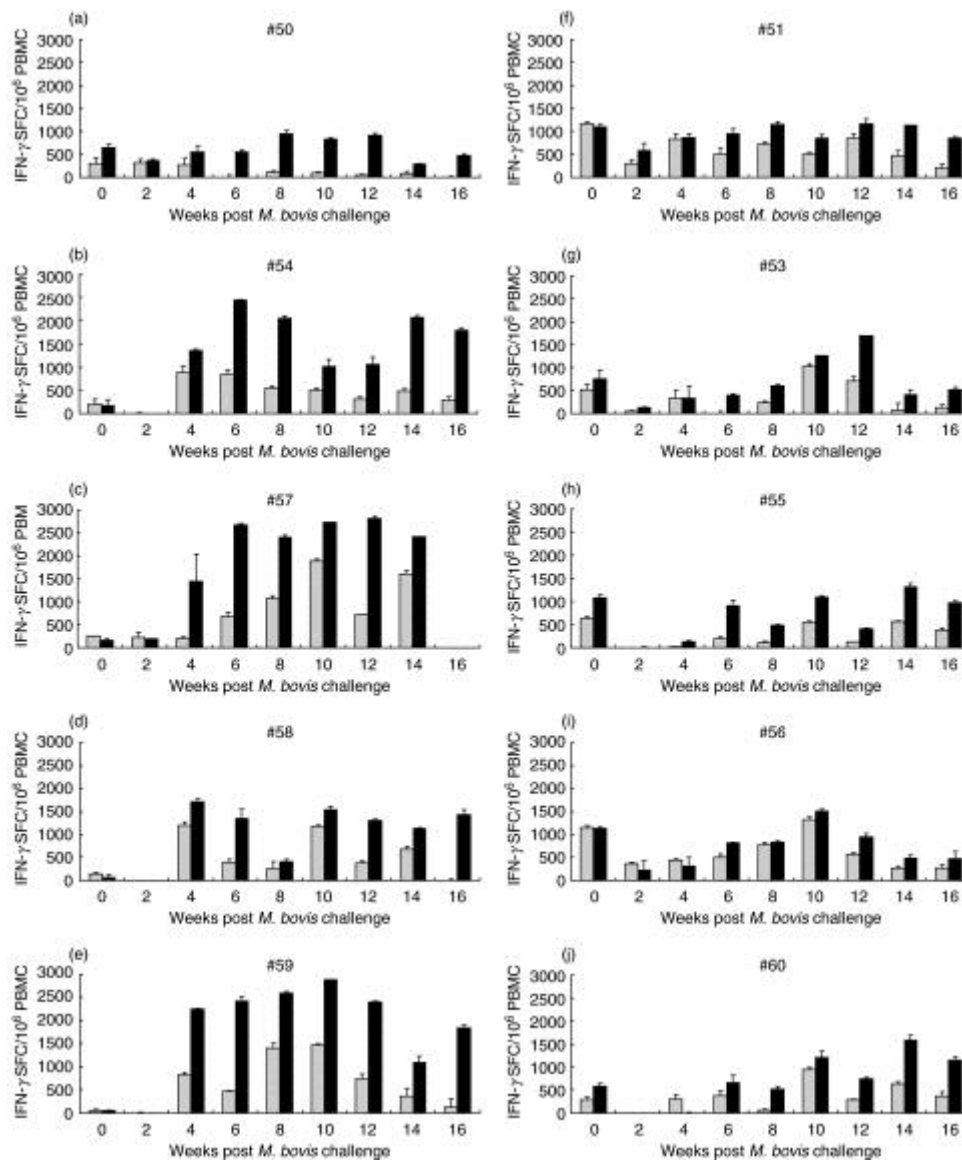 (a)
#50
IFN-γ SFC/10⁶ PBMC
3000
2500
2000
1500
1000
500
0
0 2 4 6 8 10 12 14 16
Weeks post M. bovis challenge
(f)
#51
IFN-γ SFC/10⁶ PBMC
3000
2500
2000
1500
1000
500
0
0 2 4 6 8 10 12 14 16
Weeks post M. bovis challenge
(b)
#54
IFN-γ SFC/10⁶ PBMC
3000
2500
2000
1500
1000
500
0
0 2 4 6 8 10 12 14 16
Weeks post M. bovis challenge
(g)
#53
IFN-γ SFC/10⁶ PBMC
3000
2500
2000
1500
1000
500
0
0 2 4 6 8 10 12 14 16
Weeks post M. bovis challenge
(c)
#57
IFN-γ SFC/10⁶ PBM
3000
2500
2000
1500
1000
500
0
0 2 4 6 8 10 12 14 16
Weeks post M. bovis challenge
(h)
#55
IFN-γ SFC/10⁶ PBMC
3000
2500
2000
1500
1000
500
0
0 2 4 6 8 10 12 14 16
Weeks post M. bovis challenge
(d)
#58
IFN-γ SFC/10⁶ PBMC
3000
2500
2000
1500
1000
500
0
0 2 4 6 8 10 12 14 16
Weeks post M. bovis challenge
(i)
#56
IFN-γ SFC/10⁶ PBMC
3000
2500
2000
1500
1000
500
0
0 2 4 6 8 10 12 14 16
Weeks post M. bovis challenge
(e)
#59
IFN-γ SFC/10⁶ PBMC
3000
2500
2000
1500
1000
500
0
0 2 4 6 8 10 12 14 16
Weeks post M. bovis challenge
(j)
#60
IFN-γ SFC/10⁶ PBMC
3000
2500
2000
1500
1000
500
0
0 2 4 6 8 10 12 14 16
Weeks post M. bovis challenge